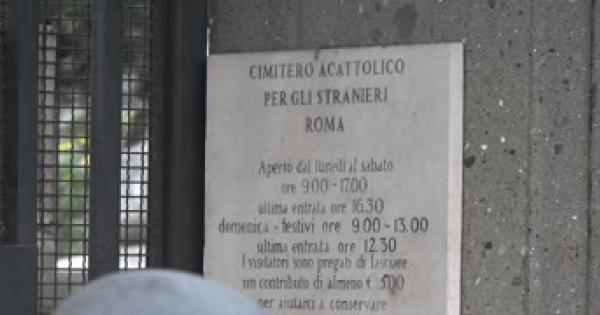 CIMITERO ACATTOLICO
PER GLI STRANIERI
ROMA
Aperto dal lunedì al sabato
ore 9.00-17.00
ultima entrata ore 16.30
domenica - festivi ore 9.00 - 13.00
ultima entrata ore 12.30
I visitatori sono pregati di lasciare
un contributo di almeno € 5,00
per aiutarci a conservare